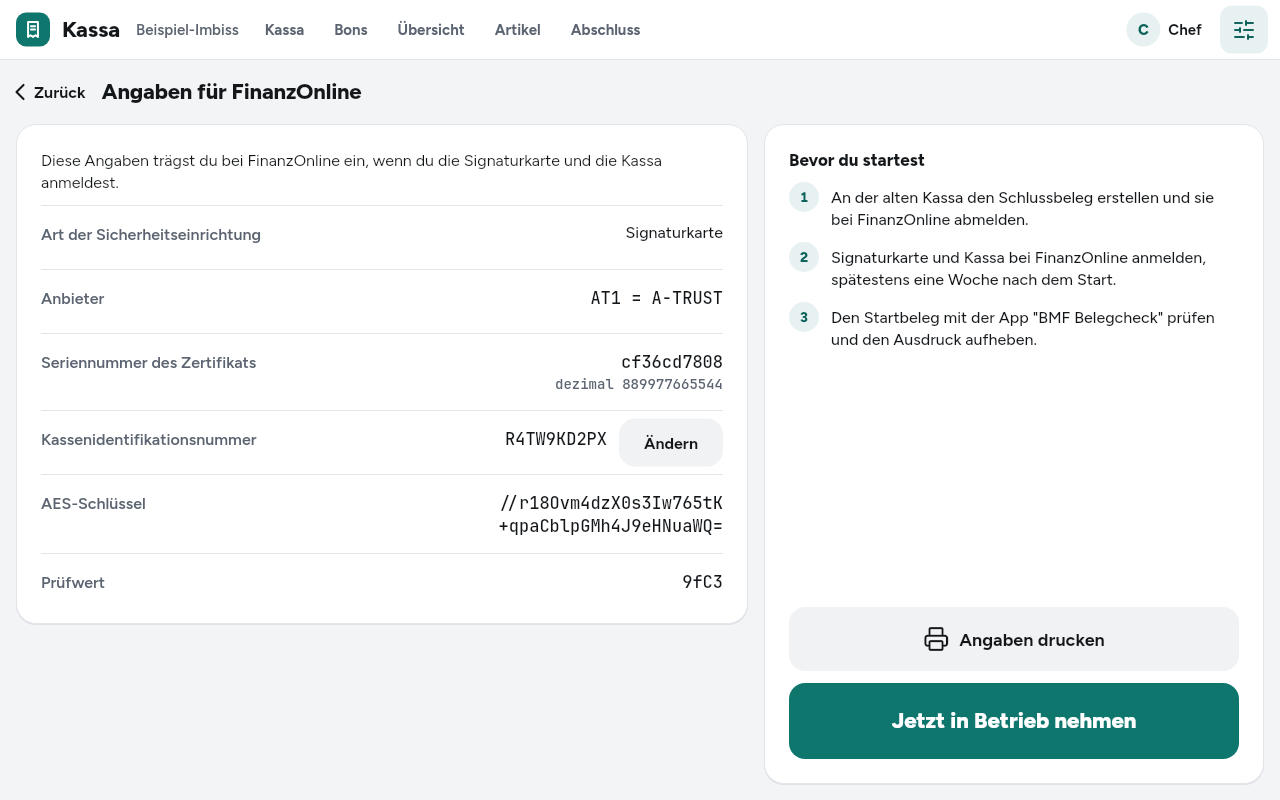 Kassa
Beispiel-Imbiss
Kassa
Bons
Übersicht
Artikel
Abschluss
C
Chef
Zurück
Angaben für FinanzOnline
Diese Angaben trägst du bei FinanzOnline ein, wenn du die Signaturkarte und die Kassa
anmeldest.
Art der Sicherheitseinrichtung
Signaturkarte
Anbieter
AT1 = A-TRUST
Seriennummer des Zertifikats
cf36cd7808
dezimal 889977665544
Kassenidentifikationsnummer
R4TW9KD2PX
Ändern
AES-Schlüssel
//r18Ovm4dzX0s3Iw765tK
+qpaCblpGMh4J9eHNuaWQ=
Prüfwert
9fC3
Bevor du startest
1 An der alten Kassa den Schlussbeleg erstellen und sie
bei FinanzOnline abmelden.
2 Signaturkarte und Kassa bei FinanzOnline anmelden,
spätestens eine Woche nach dem Start.
3 Den Startbeleg mit der App "BMF Belegcheck" prüfen
und den Ausdruck aufheben.
Angaben drucken
Jetzt in Betrieb nehmen